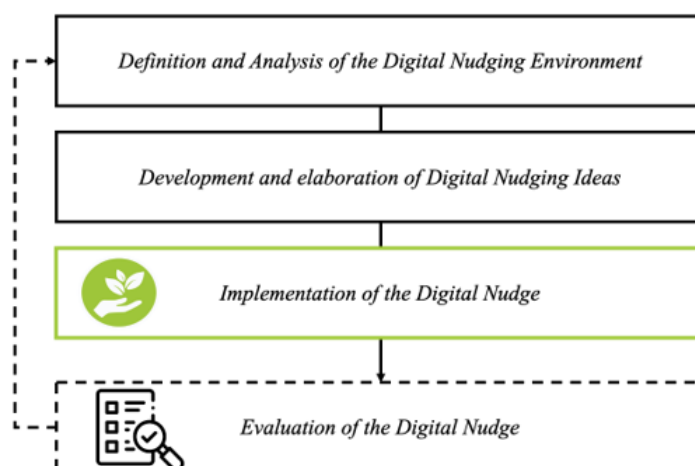 Definition and Analysis of the Digital Nudging Environment
Development and elaboration of Digital Nudging Ideas
Implementation of the Digital Nudge
Evaluation of the Digital Nudge